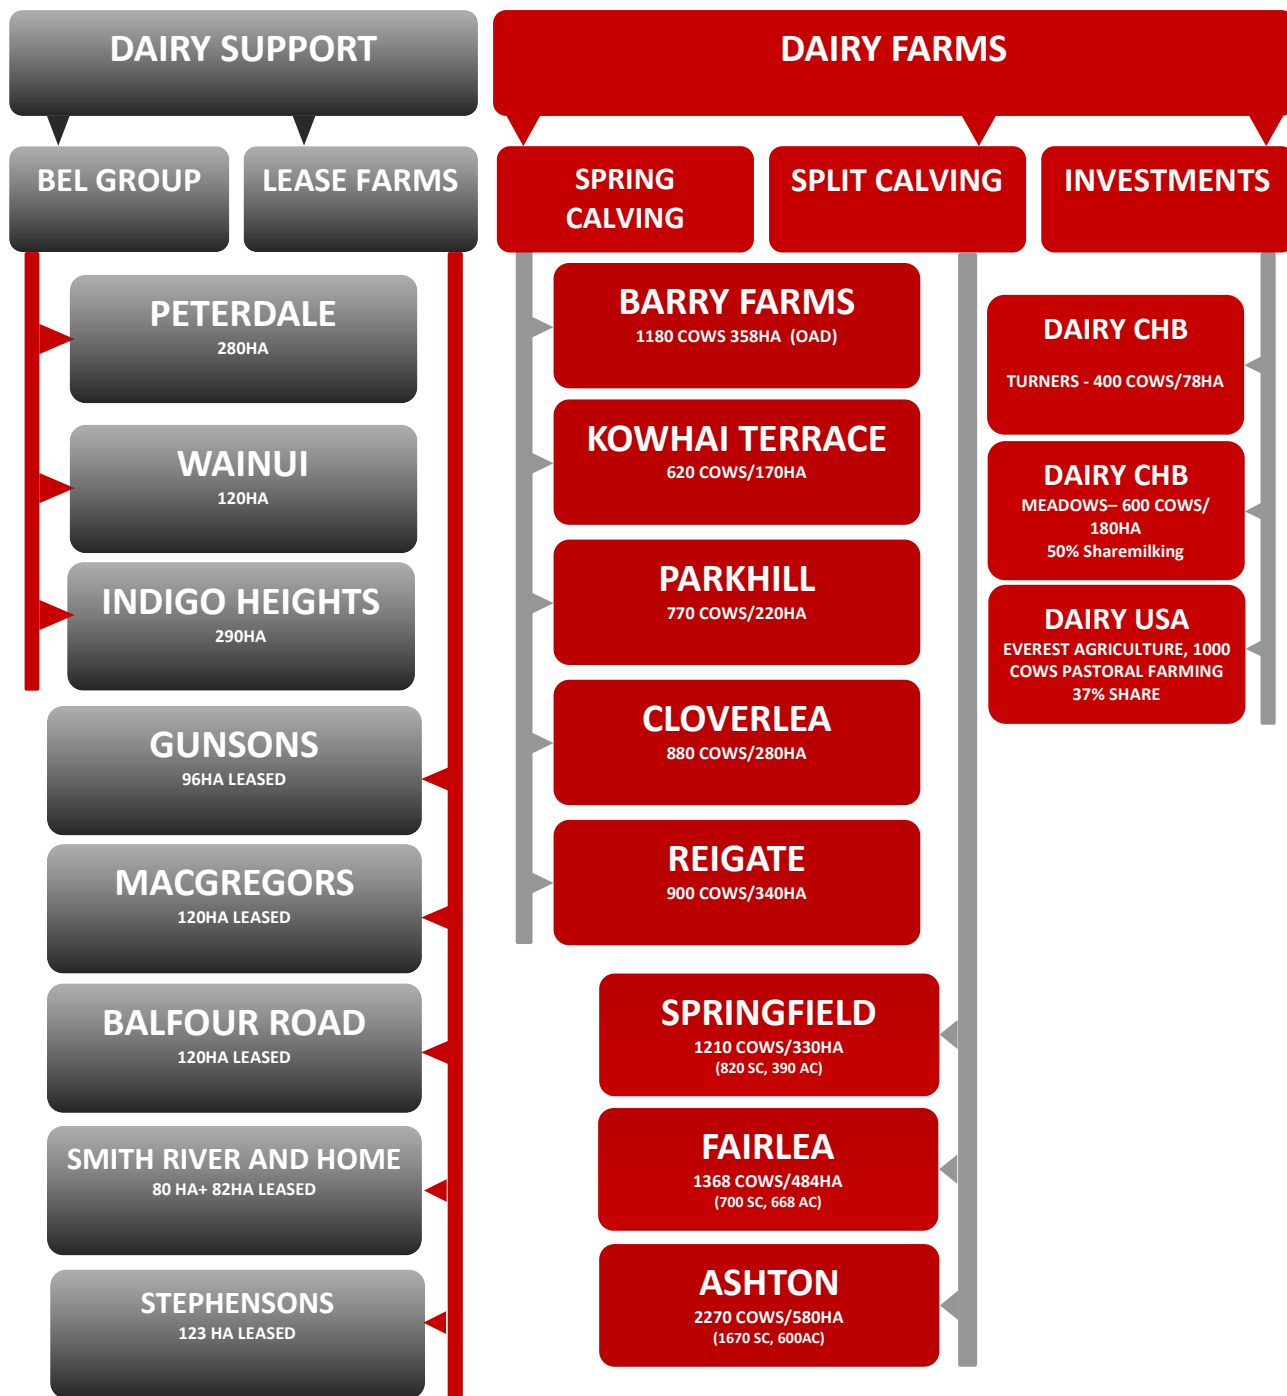 DAIRY SUPPORT
DAIRY FARMS
BEL GROUP
LEASE FARMS
SPRING
CALVING
SPLIT CALVING
INVESTMENTS
PETERDALE
280HA
WAINUI
120HA
INDIGO HEIGHTS
290HA
GUNSONS
96HA LEASED
MACGREGORS
120HA LEASED
BALFOUR ROAD
120HA LEASED
SMITH RIVER AND HOME
80 HA+ 82HA LEASED
STEPHENSONS
123 HA LEASED
BARRY FARMS
1180 COWS 358HA  (OAD)
KOWHAI TERRACE
620 COWS/170HA
PARKHILL
770 COWS/220HA
CLOVERLEA
880 COWS/280HA
REIGATE
900 COWS/340HA
SPRINGFIELD
1210 COWS/330HA
(820 SC, 390 AC)
FAIRLEA
1368 COWS/484HA
(700 SC, 668 AC)
ASHTON
2270 COWS/580HA
(1670 SC, 600AC)
DAIRY CHB
TURNERS - 400 COWS/78HA
DAIRY CHB
MEADOWS– 600 COWS/
180HA
50% Sharemilking
DAIRY USA
EVEREST AGRICULTURE, 1000
COWS PASTORAL FARMING
37% SHARE